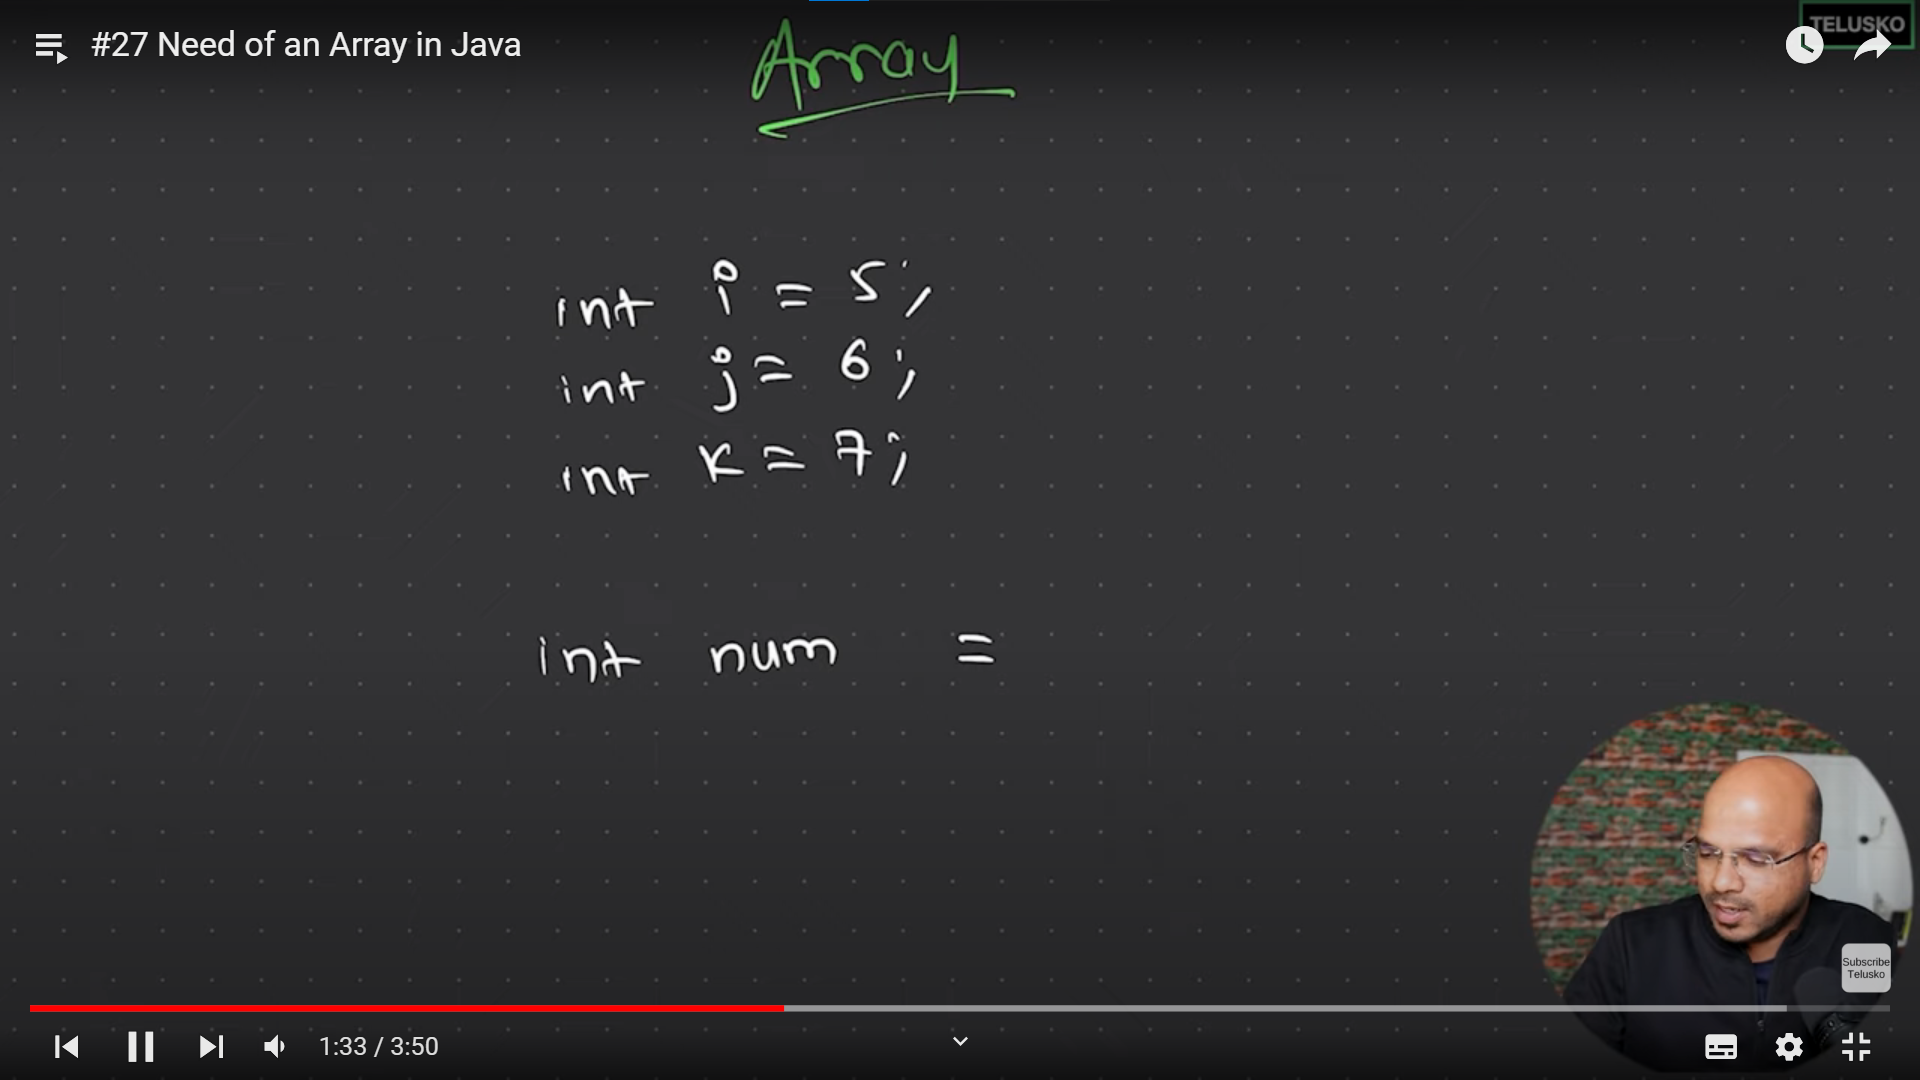 #27 Need of an Array in Java
TELUSKO
Array
int i = 5;
int j = 6;
int k = 7;
int num =
Subscribe
Telusko
1:33 / 3:50